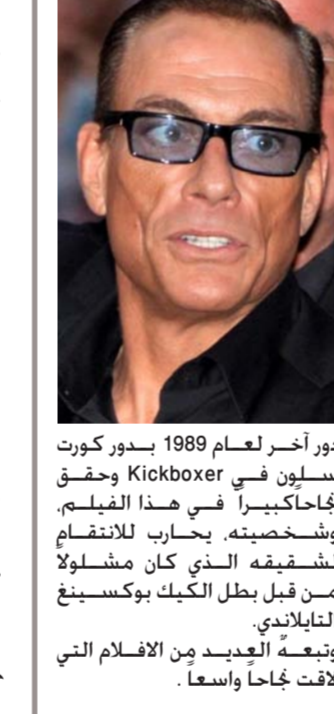 دور آخر لعام 1989 بدور كورت
سلون في Kickboxer وحقق
نجاحاًكبيراً في هذا الفيلم،
وشخصيته، يحارب للانتقام
لشقيقه الذي كان مشلولاً
من قبل بطل الكيك بوكسينغ
التايلاندي.
وتبعه العديد من الافلام التي
لاقت نجاحاً واسعاً .